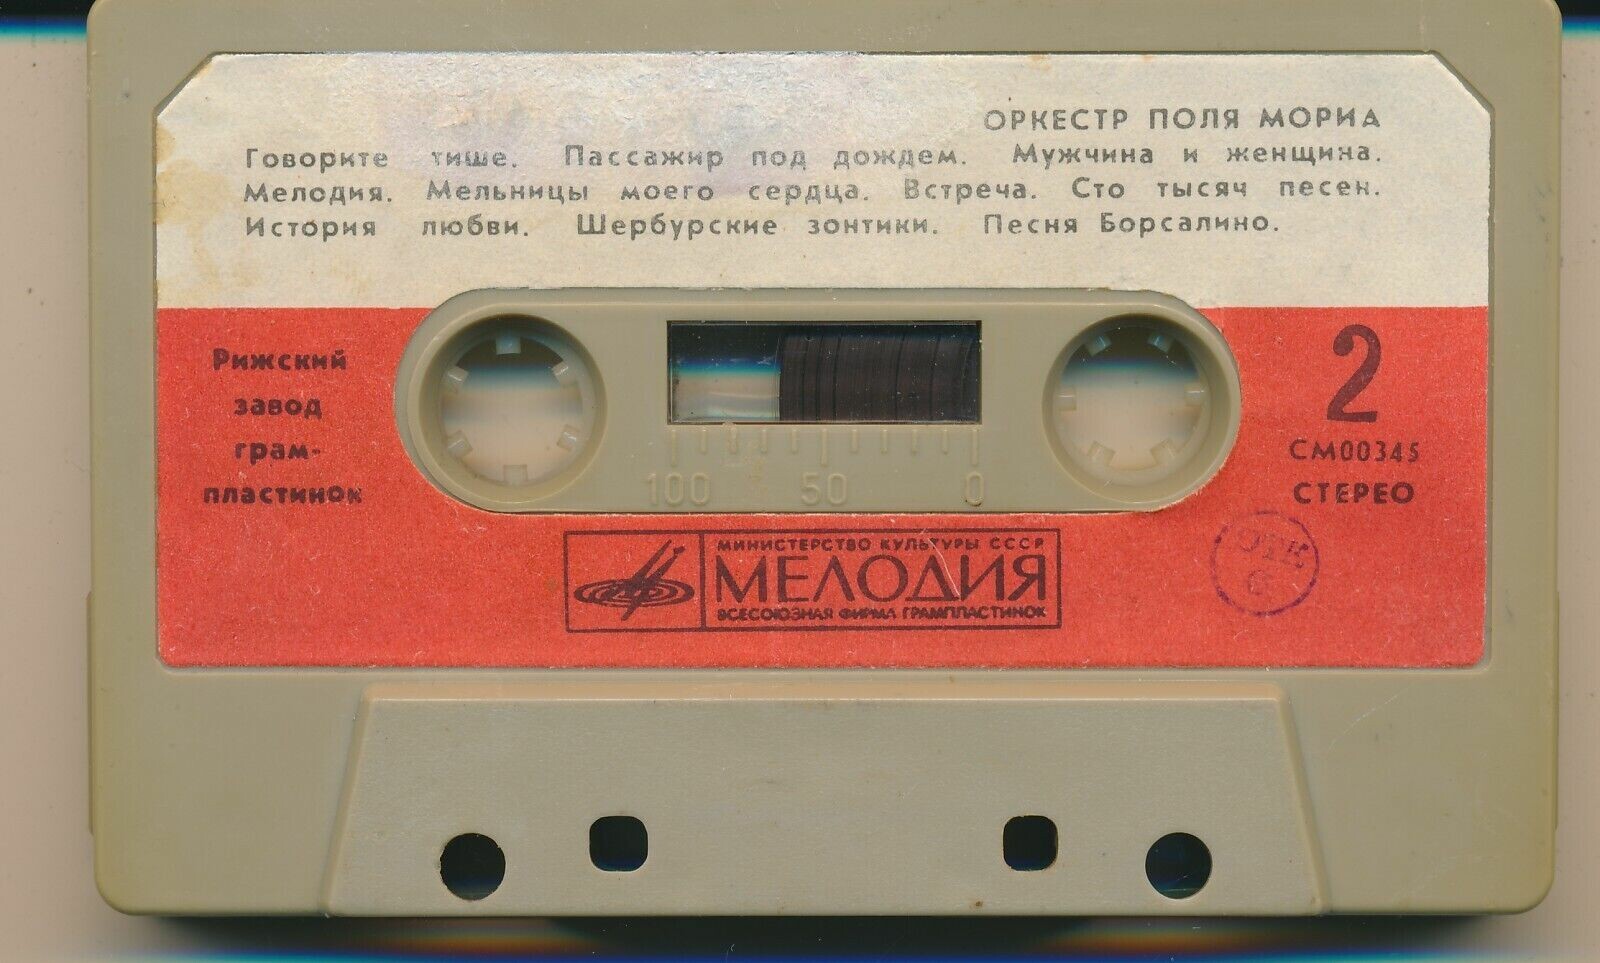 ОРКЕСТР ПОЛЯ МОРИА
Говорите тише. Пассажир под дождем. Мужчина и женщина.
Мелодия. Мельницы моего сердца. Встреча. Сто тысяч песен.
История любви. Шербурские зонтики. Песня Борсалино.
Рижский
завод
грам-
пластинок
2
СМ00345
СТЕРЕО
100 50 0
МИНИСТЕРСТВО КУЛЬТУРЫ СССР
МЕЛОДИЯ
ВСЕСОЮЗНАЯ ФИРМА ГРАМПЛАСТИНОК